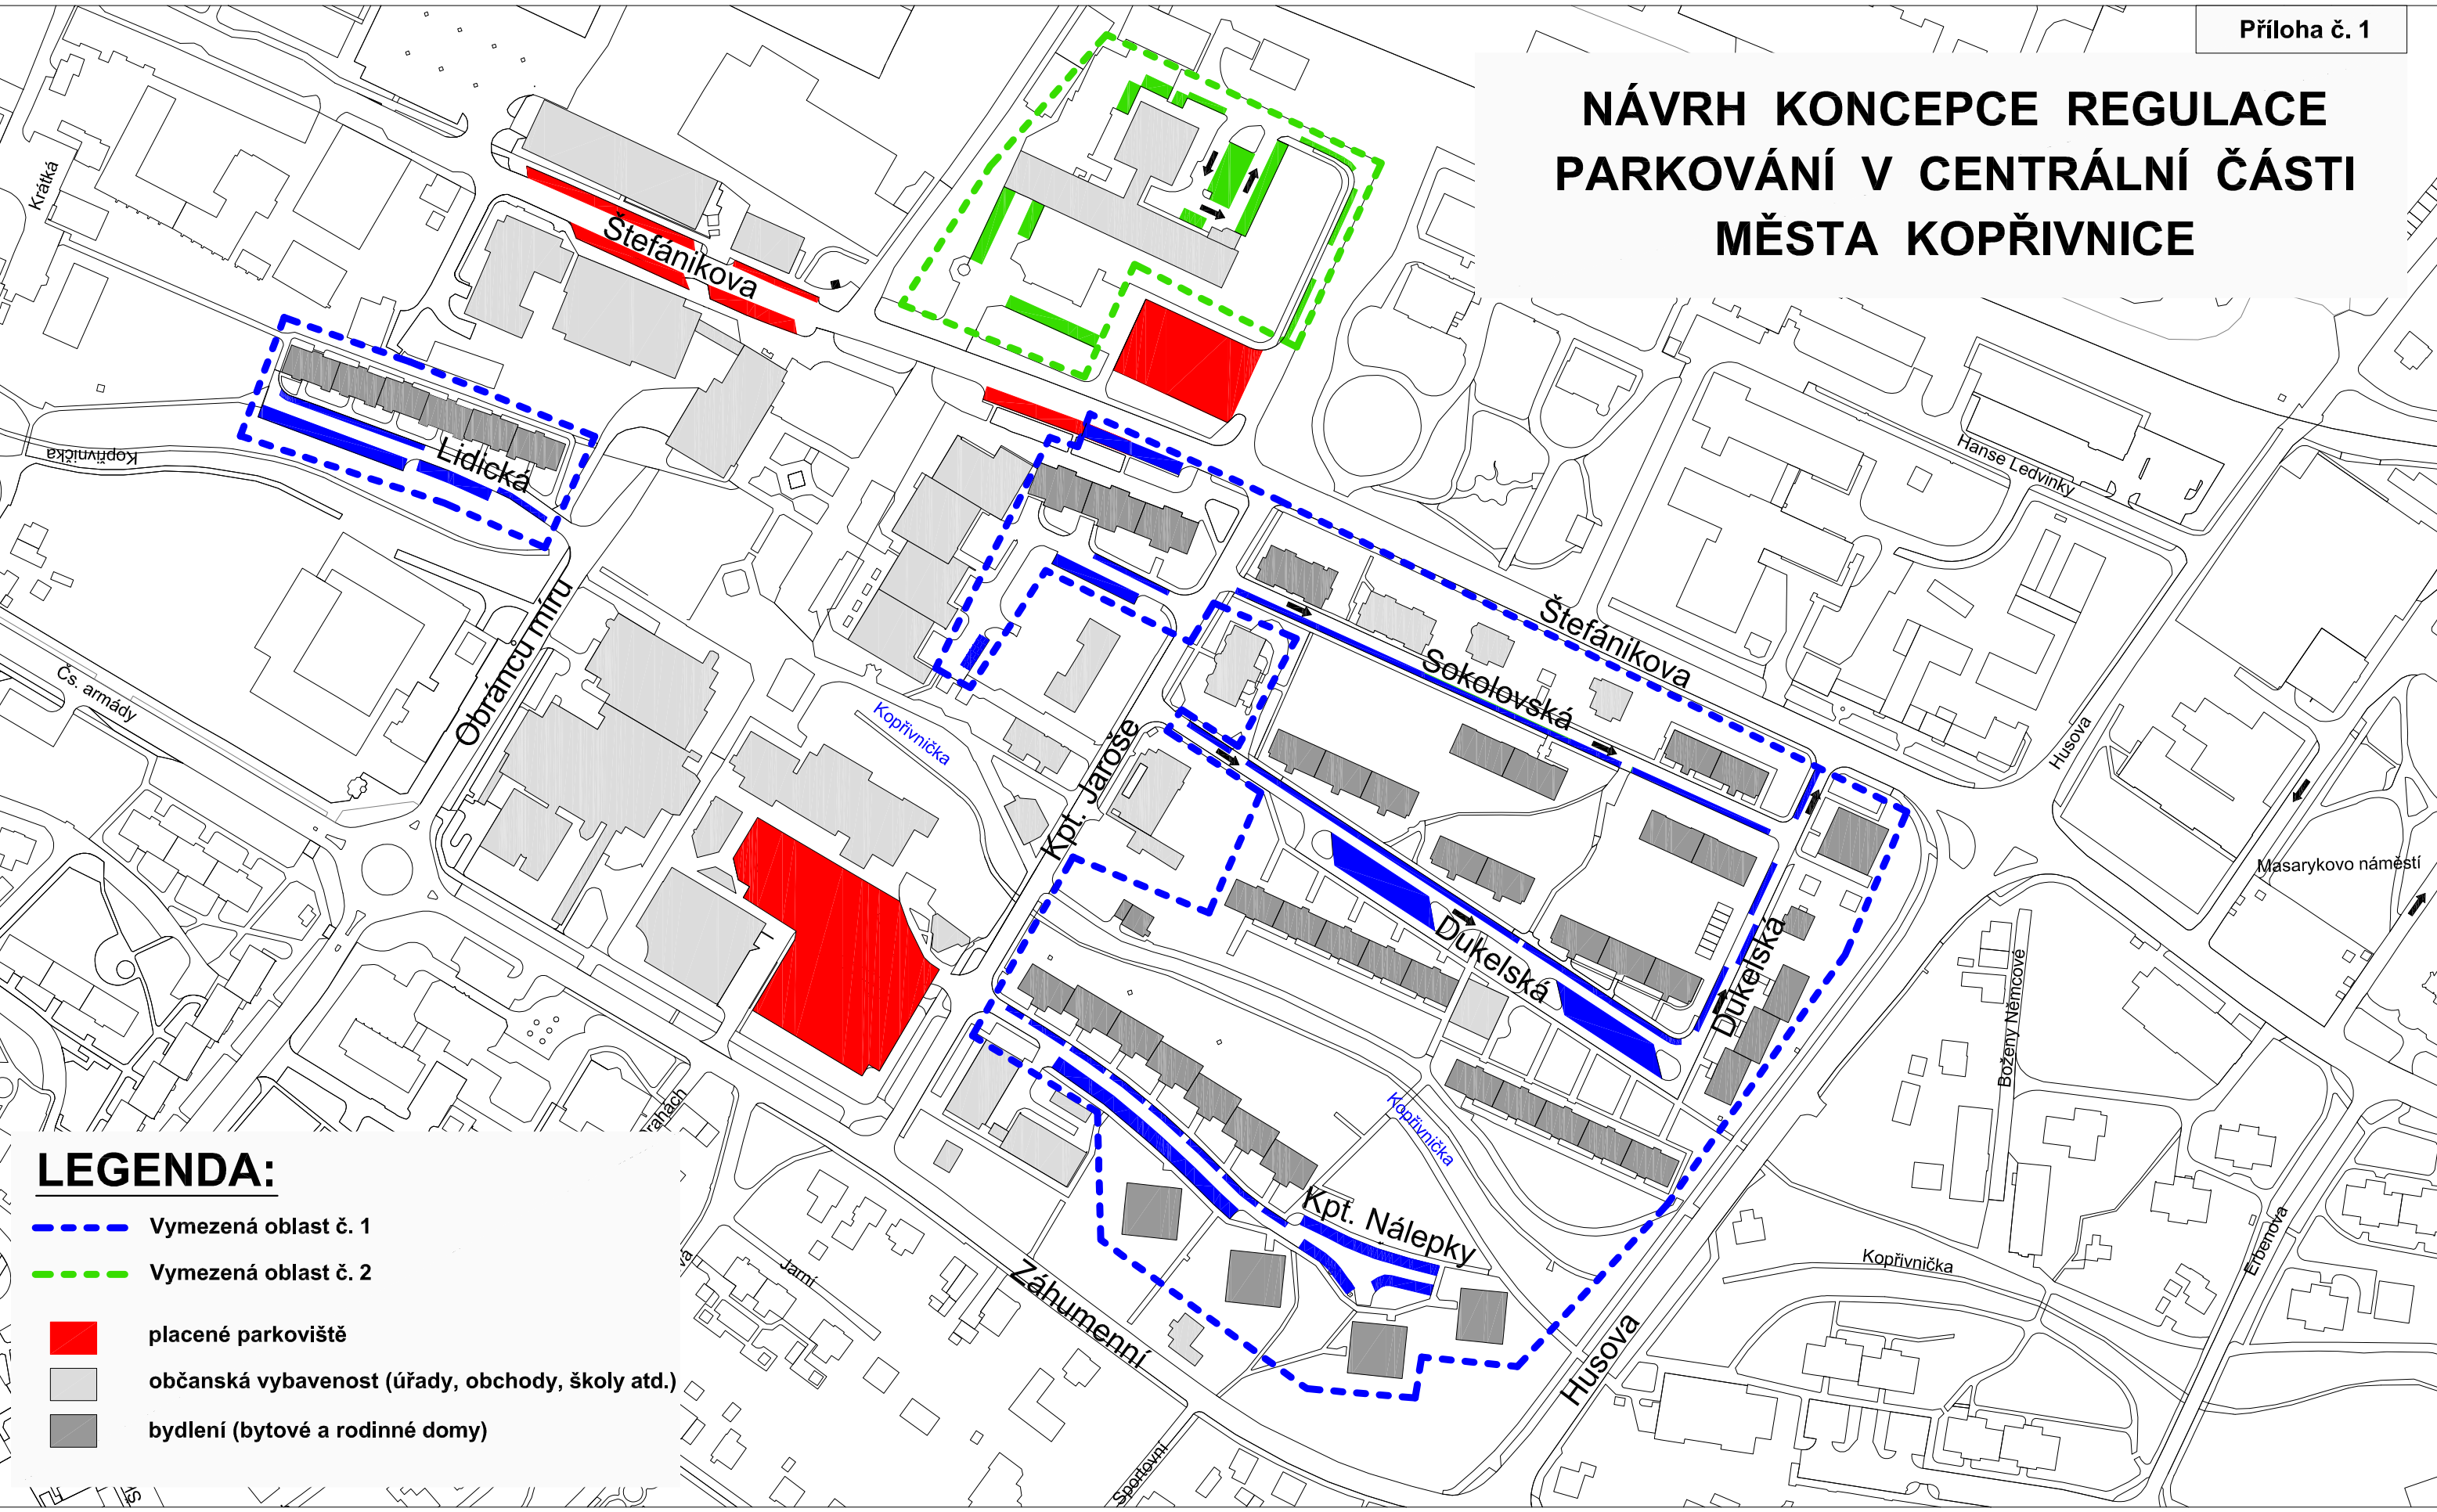 Příloha č. 1
NÁVRH KONCEPCE REGULACE
PARKOVÁNÍ V CENTRÁLNÍ ČÁSTI
MĚSTA KOPŘIVNICE
Krátká
Štefánikova
Kopřivnička
Lidická
Hanse Ledvinky
Čs. armády
Obránců míru
Štefánikova
Sokolovská
Kopřivnička
Kpt. Jaroše
Husova
Masarykovo náměstí
Dukelská
Dukelská
Boženy Němcové
Kopřivnička
Kpt. Nálepky
Kopřivnička
Erbenova
Jarní
Záhumenní
Husova
Sportovní
LEGENDA:
Vymezená oblast č. 1
Vymezená oblast č. 2
placené parkoviště
občanská vybavenost (úřady, obchody, školy atd.)
bydlení (bytové a rodinné domy)